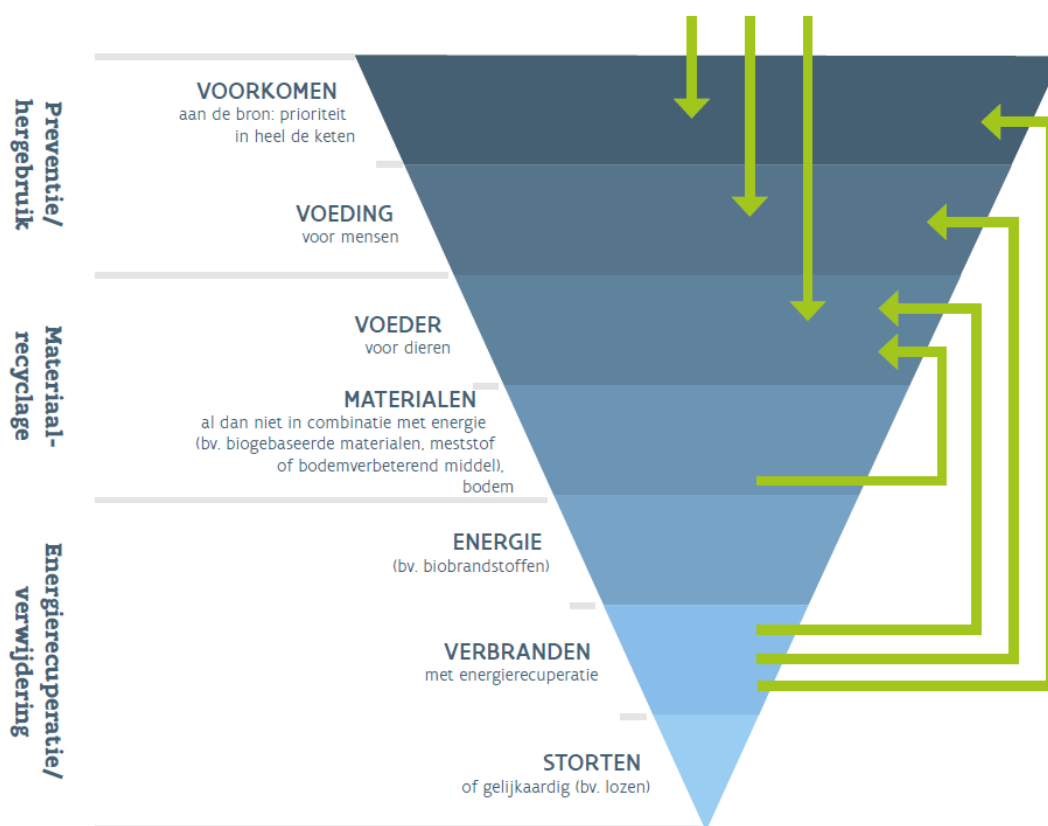 Preventie/
hergebruik
VOORKOMEN
aan de bron: prioriteit
in heel de keten
VOEDING
voor mensen
Materiaal-
recyclage
VOEDER
voor dieren
MATERIALEN
al dan niet in combinatie met energie
(bv. biogebaseerde materialen, meststof
of bodemverbeterend middel),
bodem
Energierecuperatie/
verwijdering
ENERGIE
(bv. biobrandstoffen)
VERBRANDEN
met energierecuperatie
STORTEN
of gelijkaardig (bv. lozen)